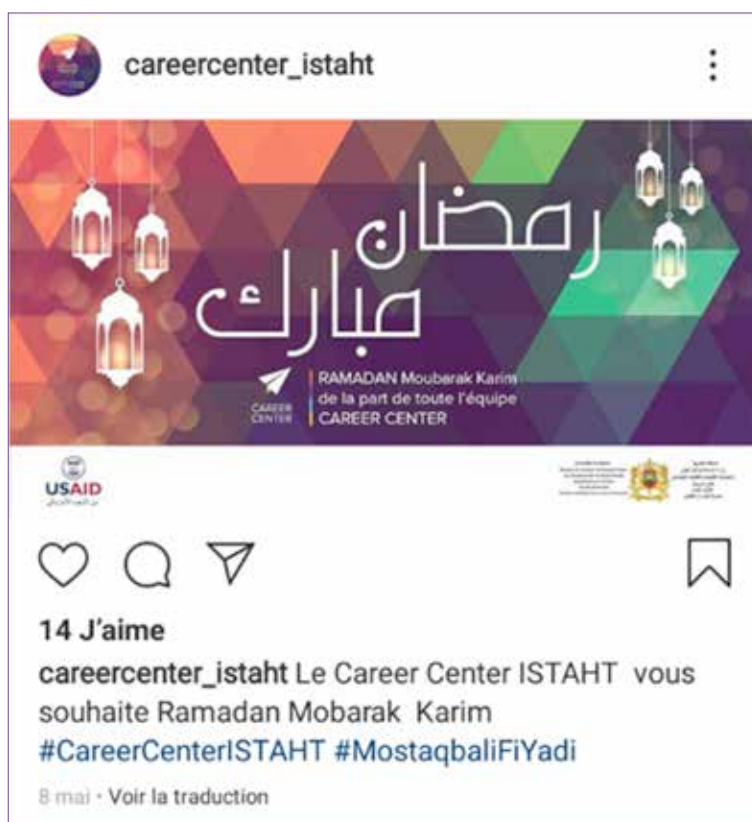 careercenter_istaht
رمضان
مبارك
CAREER
CENTER
RAMADAN Moubarak Karim
de la part de toute l'équipe
CAREER CENTER
USAID
14 J'aime
careercenter_istaht Le Career Center ISTAHT vous
souhaite Ramadan Mobarak Karim
#CareerCenterISTAHT #MostaqbaliFiYadi
8 mai • Voir la traduction